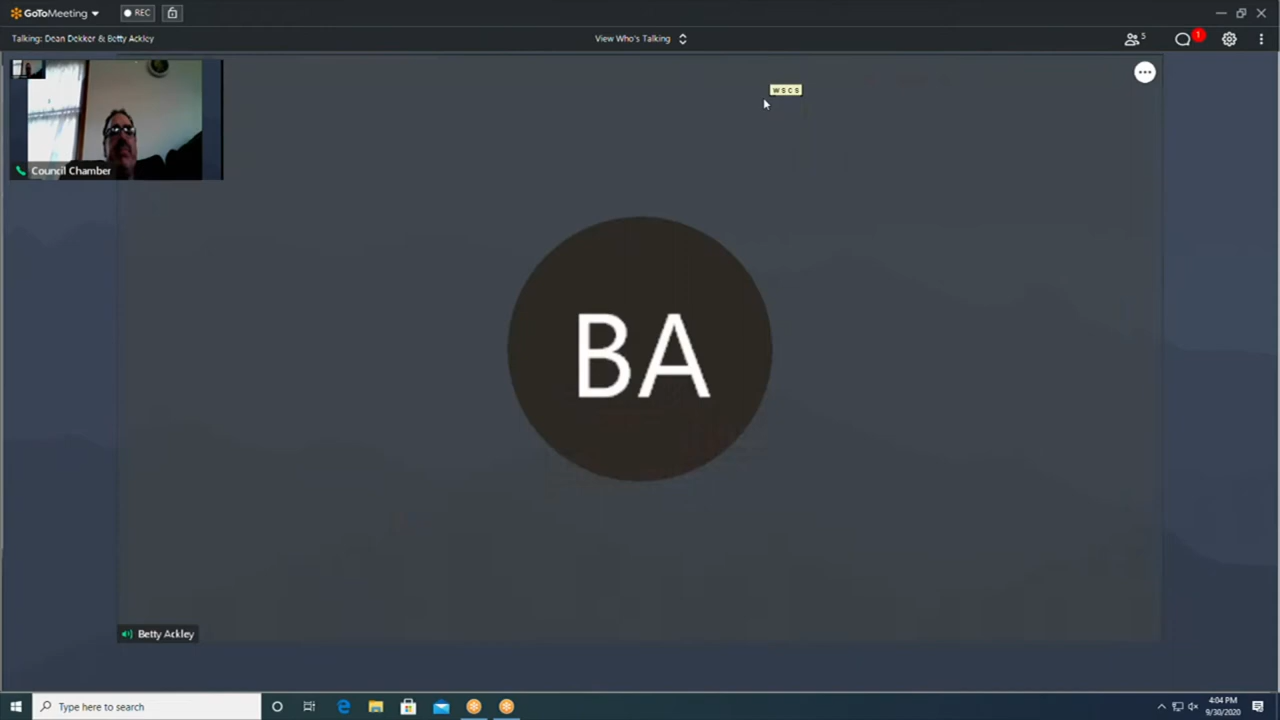 GoToMeeting
REC
Talking: Dean Dekker & Betty Ackley
View Who's Talking
5
1
w s c s
Council Chamber
BA
Betty Ackley
Type here to search
4:04 PM
9/30/2020